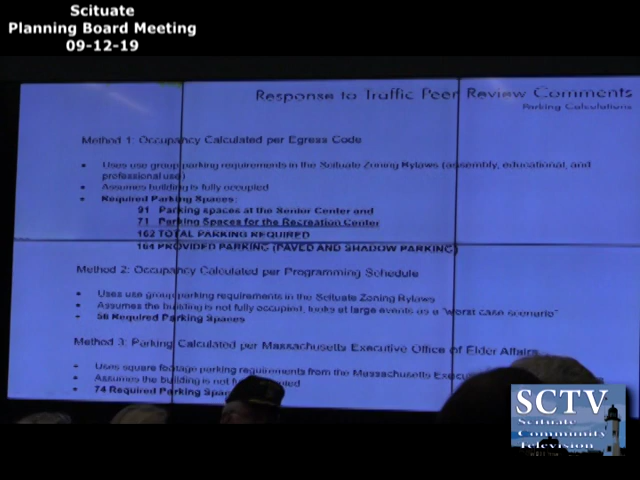 Scituate
Planning Board Meeting
09-12-19
Response to Traffic Peer Review Comments
Parking Calculations
Method 1: Occupancy Calculated per Egress Code
Uses use group parking requirements in the Scituate Zoning Bylaws (assembly, educational, and
professional use)
Assumes building is fully occupied
Required Parking Spaces:
91 Parking spaces at the Senior Center and
71 Parking Spaces for the Recreation Center
162 TOTAL PARKING REQUIRED
164 PROVIDED PARKING (PAVED AND SHADOW PARKING)
Method 2: Occupancy Calculated per Programming Schedule
Uses use group parking requirements in the Scituate Zoning Bylaws
Assumes the building is not fully occupied, looks at large events as a "worst case scenario"
Required Parking Spaces
Method 3: Parking Calculated per Massachusetts Executive Office of Elder Affairs
Uses square footage parking requirements from the Massachusetts
Assumes the building is not
74 Required Parking
SCTV
Scituate
Community
Television